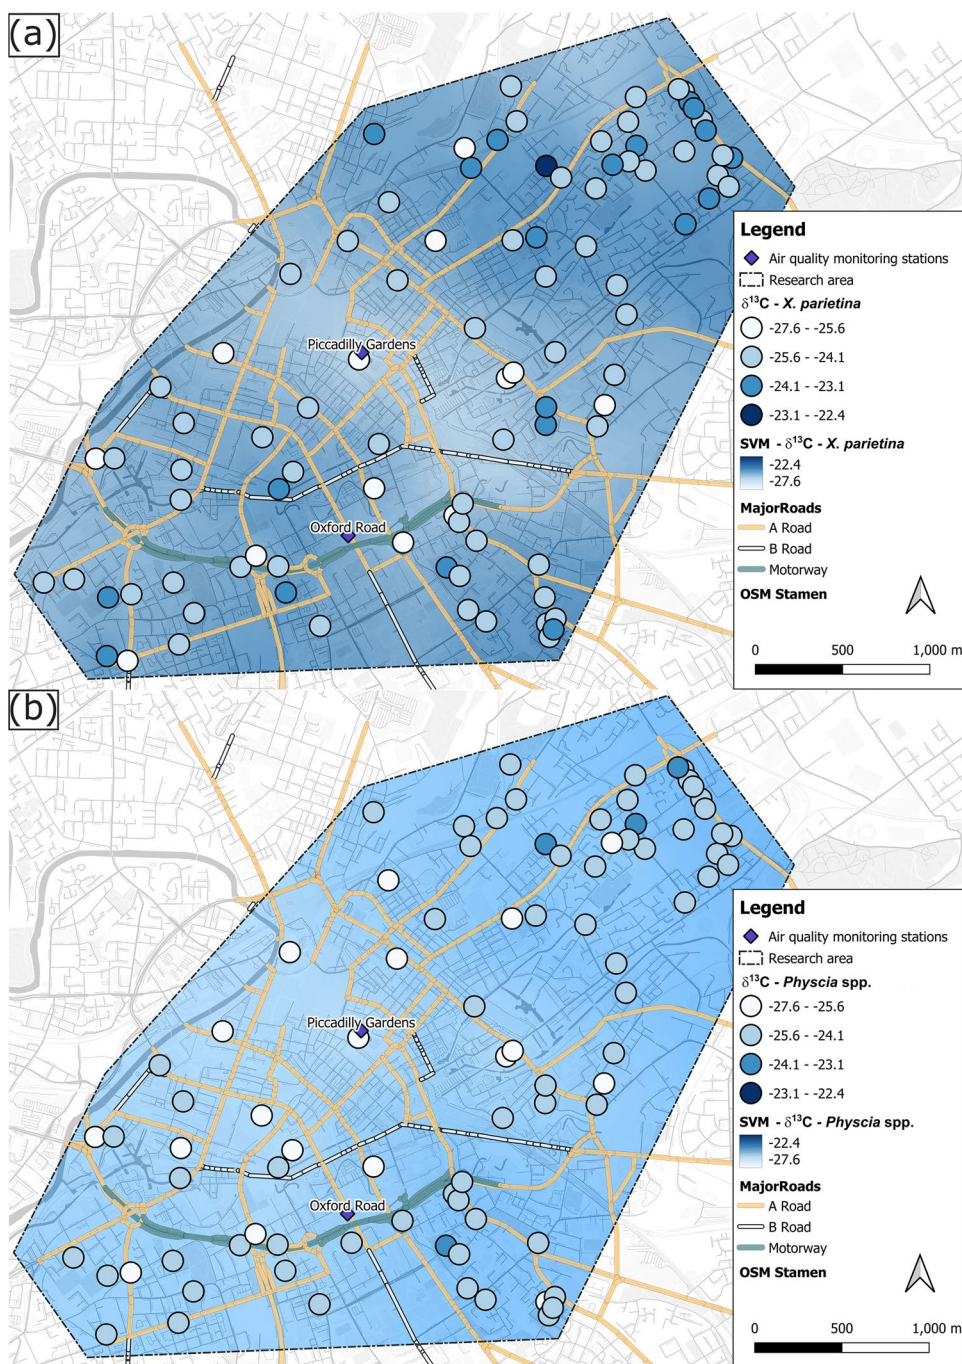 (a)
Piccadilly Gardens
Oxford Road
Legend
Air quality monitoring stations
Research area
δ¹³C - X. parietina
-27.6 - -25.6
-25.6 - -24.1
-24.1 - -23.1
-23.1 - -22.4
SVM - δ¹³C - X. parietina
-22.4
-27.6
MajorRoads
A Road
B Road
Motorway
OSM Stamen
0 500 1,000 m
(b)
Piccadilly Gardens
Oxford Road
Legend
Air quality monitoring stations
Research area
δ¹³C - Physcia spp.
-27.6 - -25.6
-25.6 - -24.1
-24.1 - -23.1
-23.1 - -22.4
SVM - δ¹³C - Physcia spp.
-22.4
-27.6
MajorRoads
A Road
B Road
Motorway
OSM Stamen
0 500 1,000 m